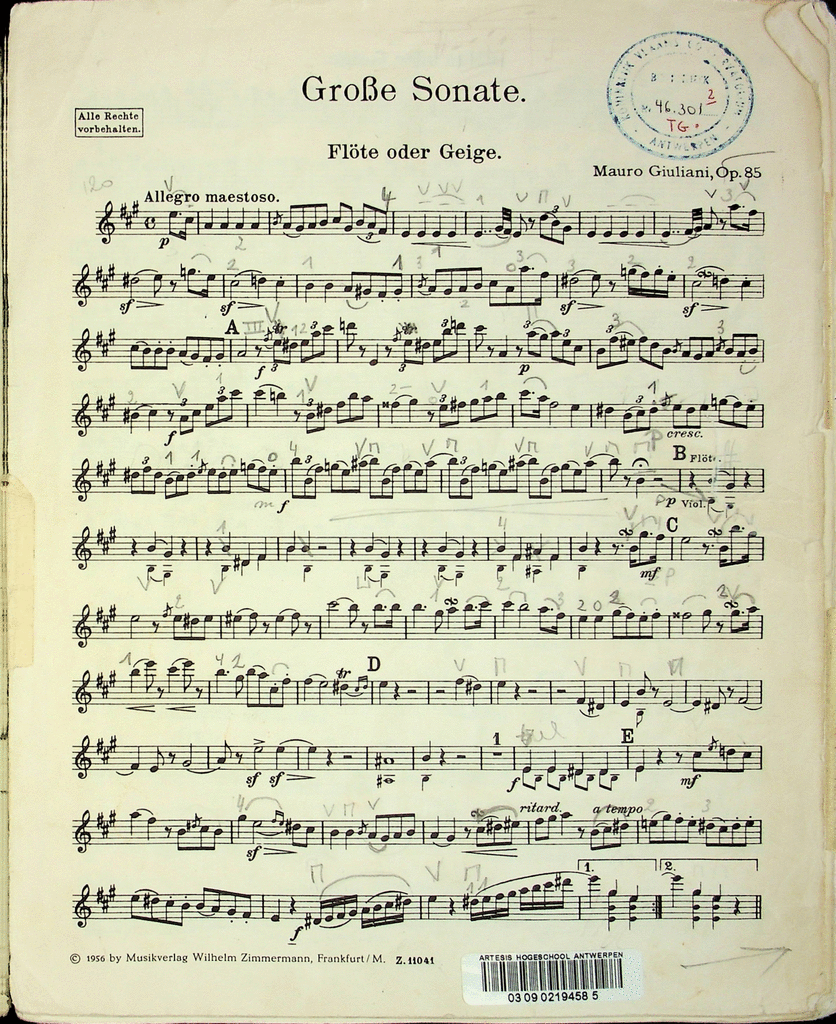 Große Sonate.
46.301 2
TG.
ANTWERPEN
Alle Rechte
vorbehalten.
Flöte oder Geige.
Mauro Giuliani, Op. 85
120
Allegro maestoso.
p
sf sf sf sf
A
f p
f cresc.
B Flöt.
mf p Viol.
C
mf
D
1 E
sf sf f mf
ritard. a tempo
sf
1. 2.
f
© 1956 by Musikverlag Wilhelm Zimmermann, Frankfurt / M. Z. 11041
ARTESIS HOGESCHOOL ANTWERPEN
03 09 0219458 5